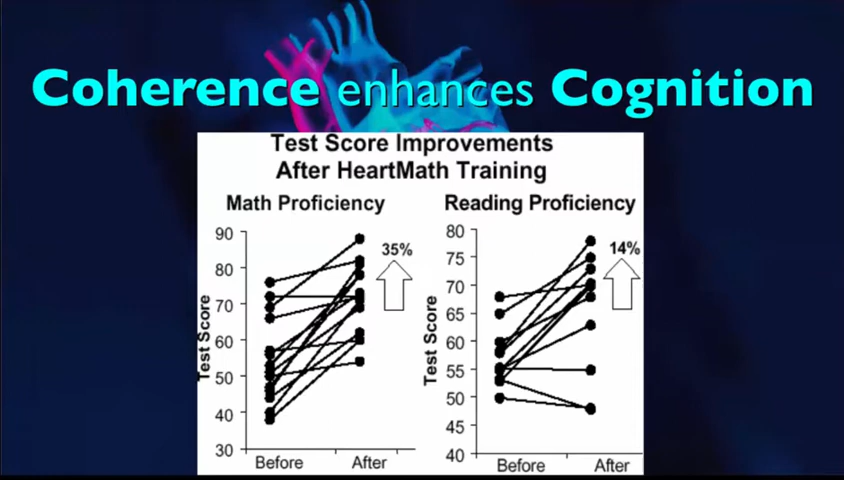 Coherence enhances Cognition
Test Score Improvements
After HeartMath Training
Math Proficiency
Test Score
90
80
70
60
50
40
30
35%
Before After
Reading Proficiency
Test Score
80
75
70
65
60
55
50
45
40
14%
Before After